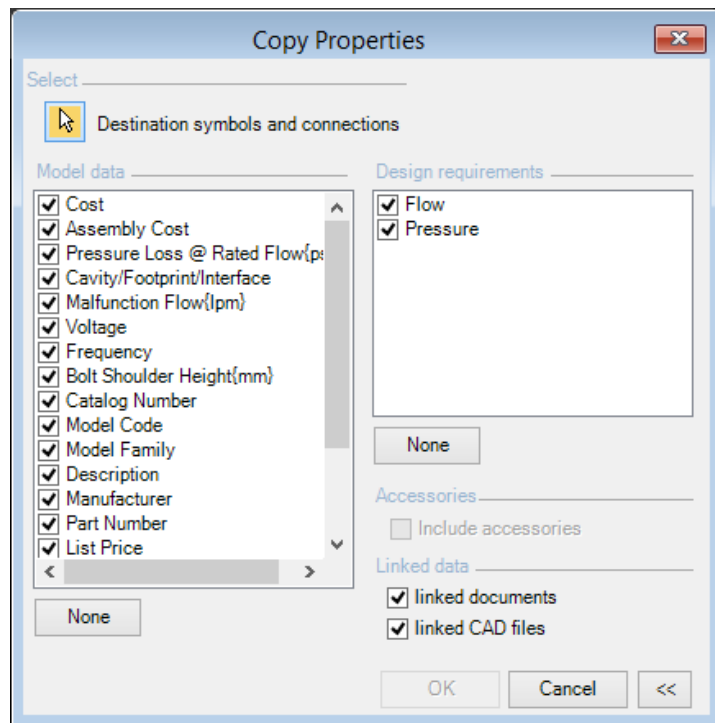 Copy Properties
Select
Destination symbols and connections
Model data
Cost
Assembly Cost
Pressure Loss @ Rated Flow{ps
Cavity/Footprint/Interface
Malfunction Flow{lpm}
Voltage
Frequency
Bolt Shoulder Height{mm}
Catalog Number
Model Code
Model Family
Description
Manufacturer
Part Number
List Price
None
Design requirements
Flow
Pressure
None
Accessories
Include accessories
Linked data
linked documents
linked CAD files
OK
Cancel
<<